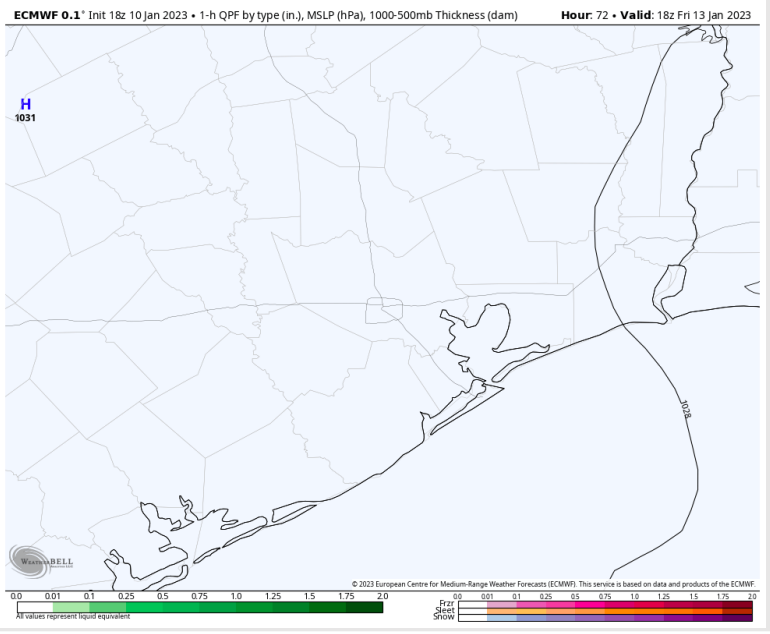 ECMWF 0.1° Init 18z 10 Jan 2023 • 1-h QPF by type (in.), MSLP (hPa), 1000-500mb Thickness (dam)
Hour: 72 • Valid: 18z Fri 13 Jan 2023
H
1031
1028
WeatherBELL
© 2023 European Centre for Medium-Range Weather Forecasts (ECMWF). This service is based on data and products of the ECMWF.
0.0 0.01 0.1 0.25 0.5 0.75 1.0 1.25 1.5 1.75 2.0
All values represent liquid equivalent
0.0 0.01 0.1 0.25 0.5 0.75 1.0 1.25 1.5 1.75 2.0
Frzr
Sleet
Snow